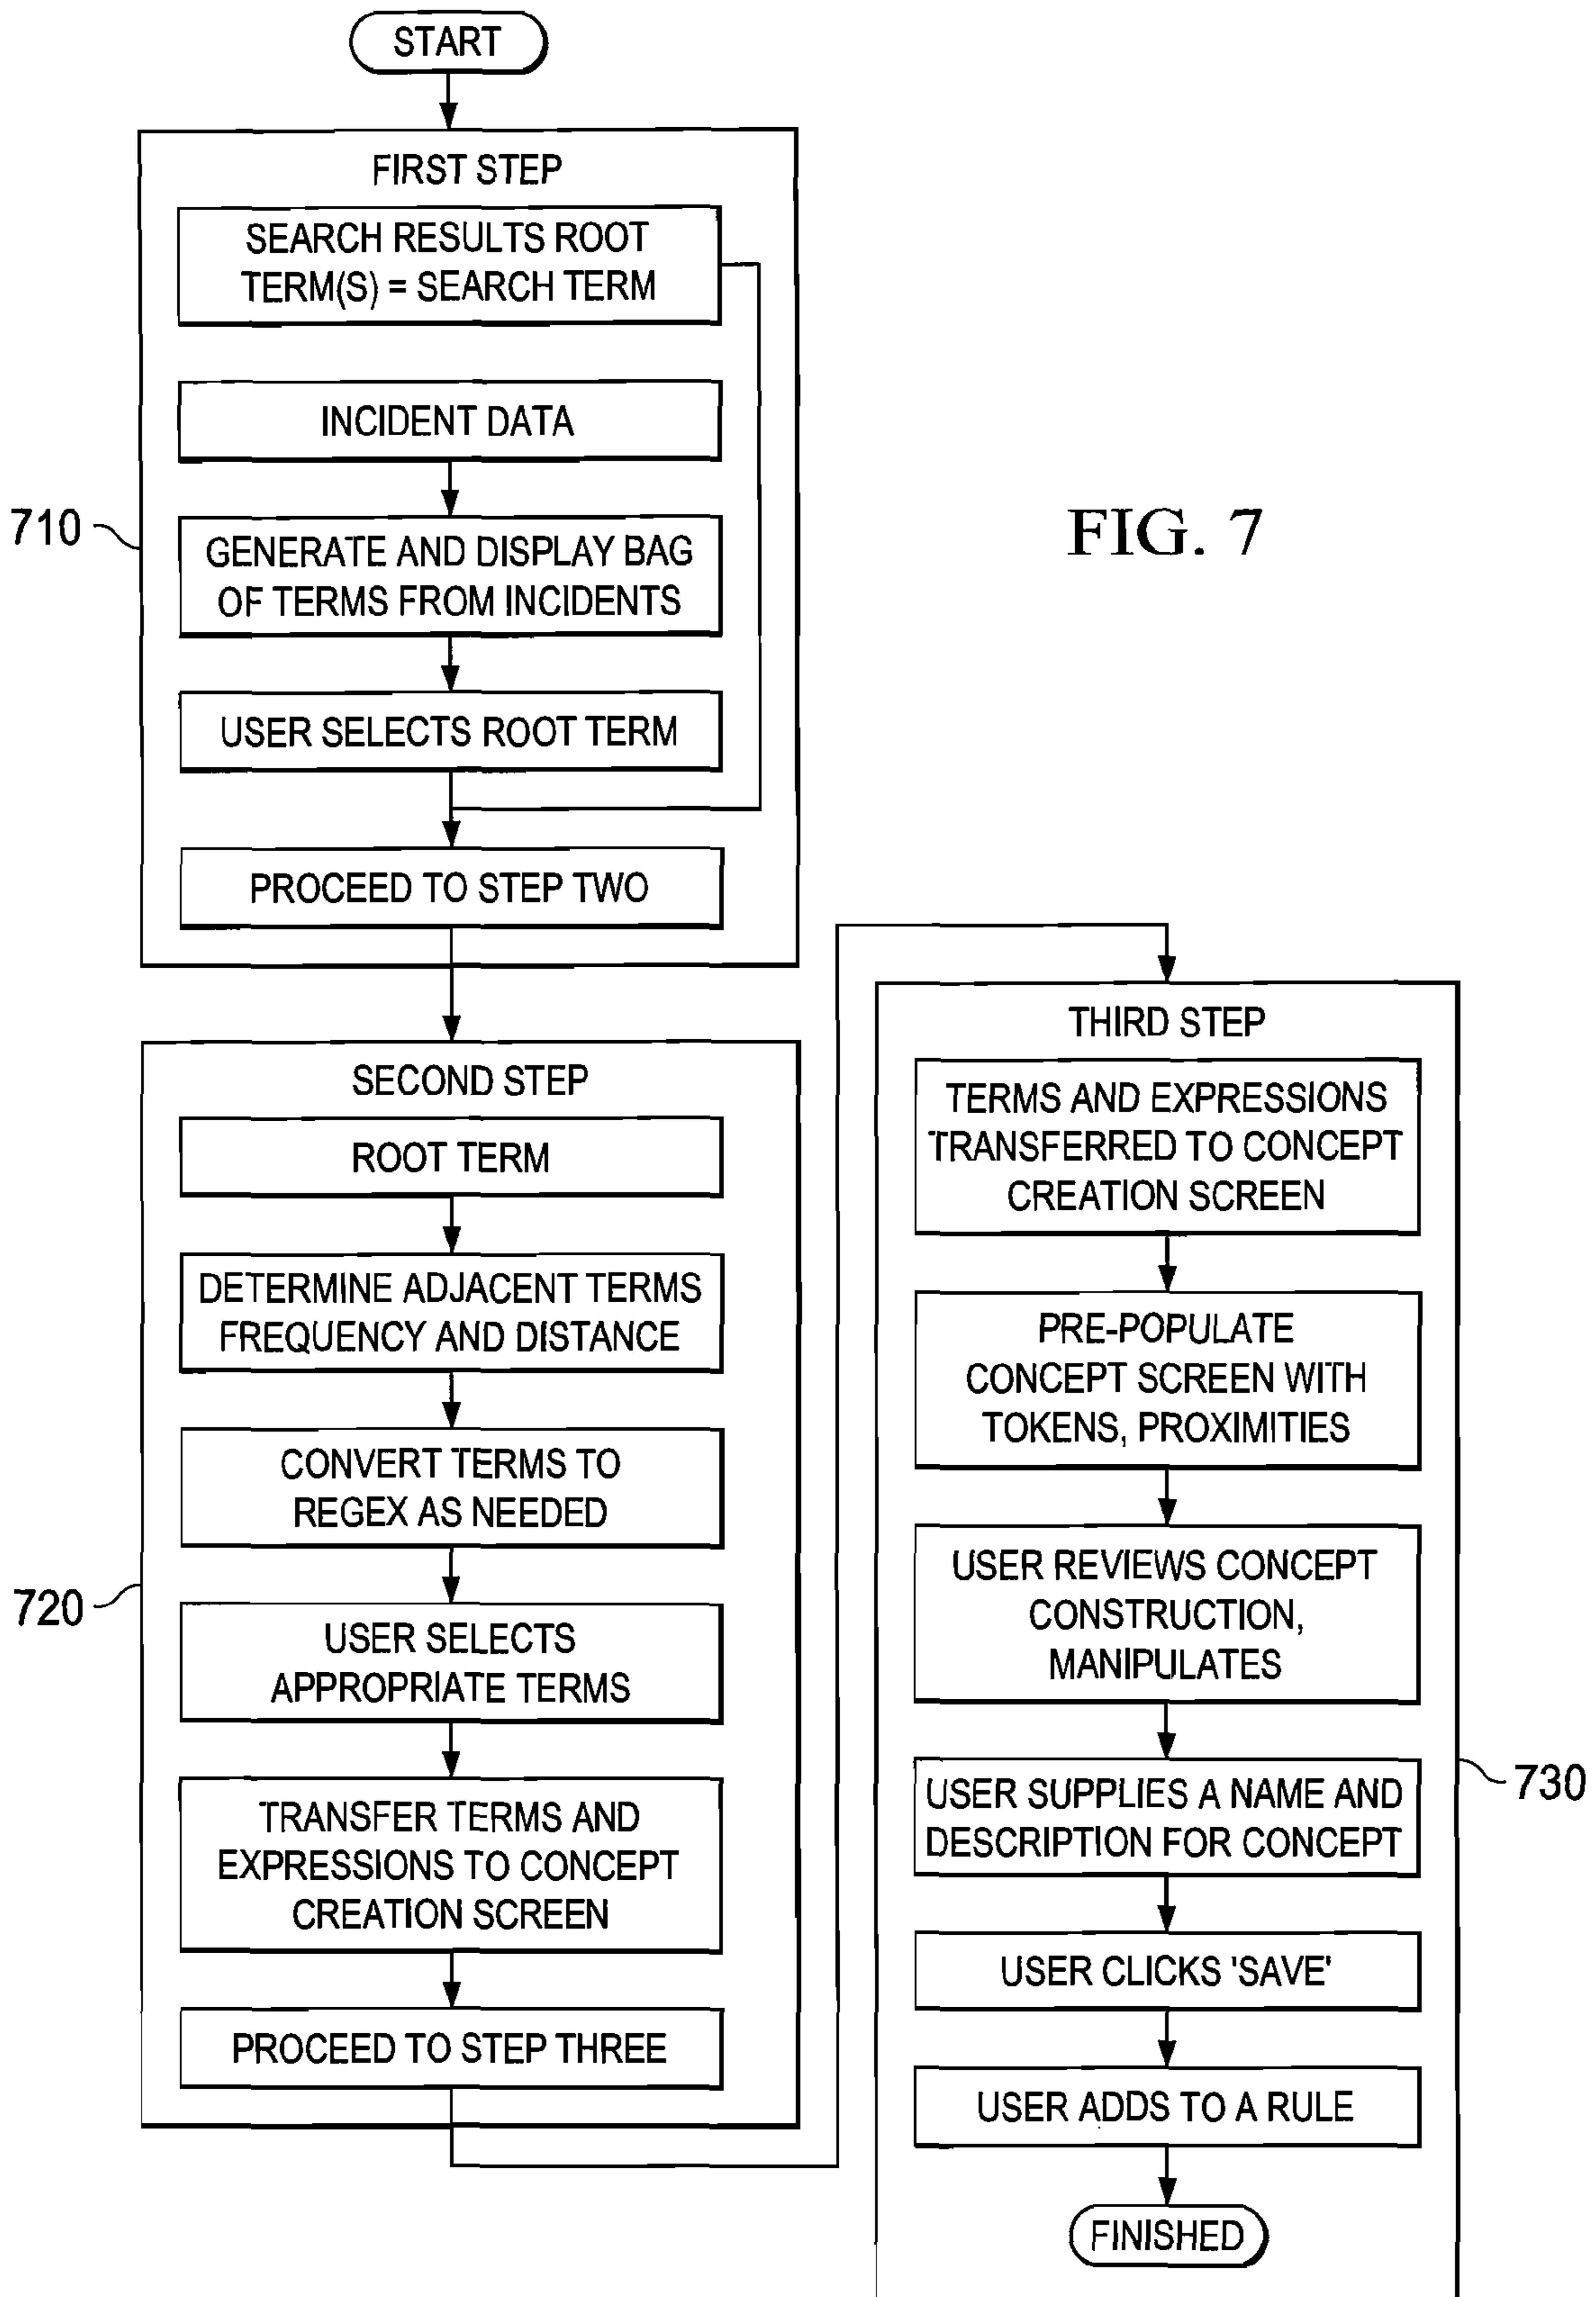 START
FIRST STEP
SEARCH RESULTS ROOT
TERM(S) = SEARCH TERM
INCIDENT DATA
710
GENERATE AND DISPLAY BAG
OF TERMS FROM INCIDENTS
USER SELECTS ROOT TERM
PROCEED TO STEP TWO
FIG. 7
SECOND STEP
ROOT TERM
DETERMINE ADJACENT TERMS
FREQUENCY AND DISTANCE
CONVERT TERMS TO
REGEX AS NEEDED
720
USER SELECTS
APPROPRIATE TERMS
TRANSFER TERMS AND
EXPRESSIONS TO CONCEPT
CREATION SCREEN
PROCEED TO STEP THREE
THIRD STEP
TERMS AND EXPRESSIONS
TRANSFERRED TO CONCEPT
CREATION SCREEN
PRE-POPULATE
CONCEPT SCREEN WITH
TOKENS, PROXIMITIES
USER REVIEWS CONCEPT
CONSTRUCTION,
MANIPULATES
730
USER SUPPLIES A NAME AND
DESCRIPTION FOR CONCEPT
USER CLICKS 'SAVE'
USER ADDS TO A RULE
FINISHED